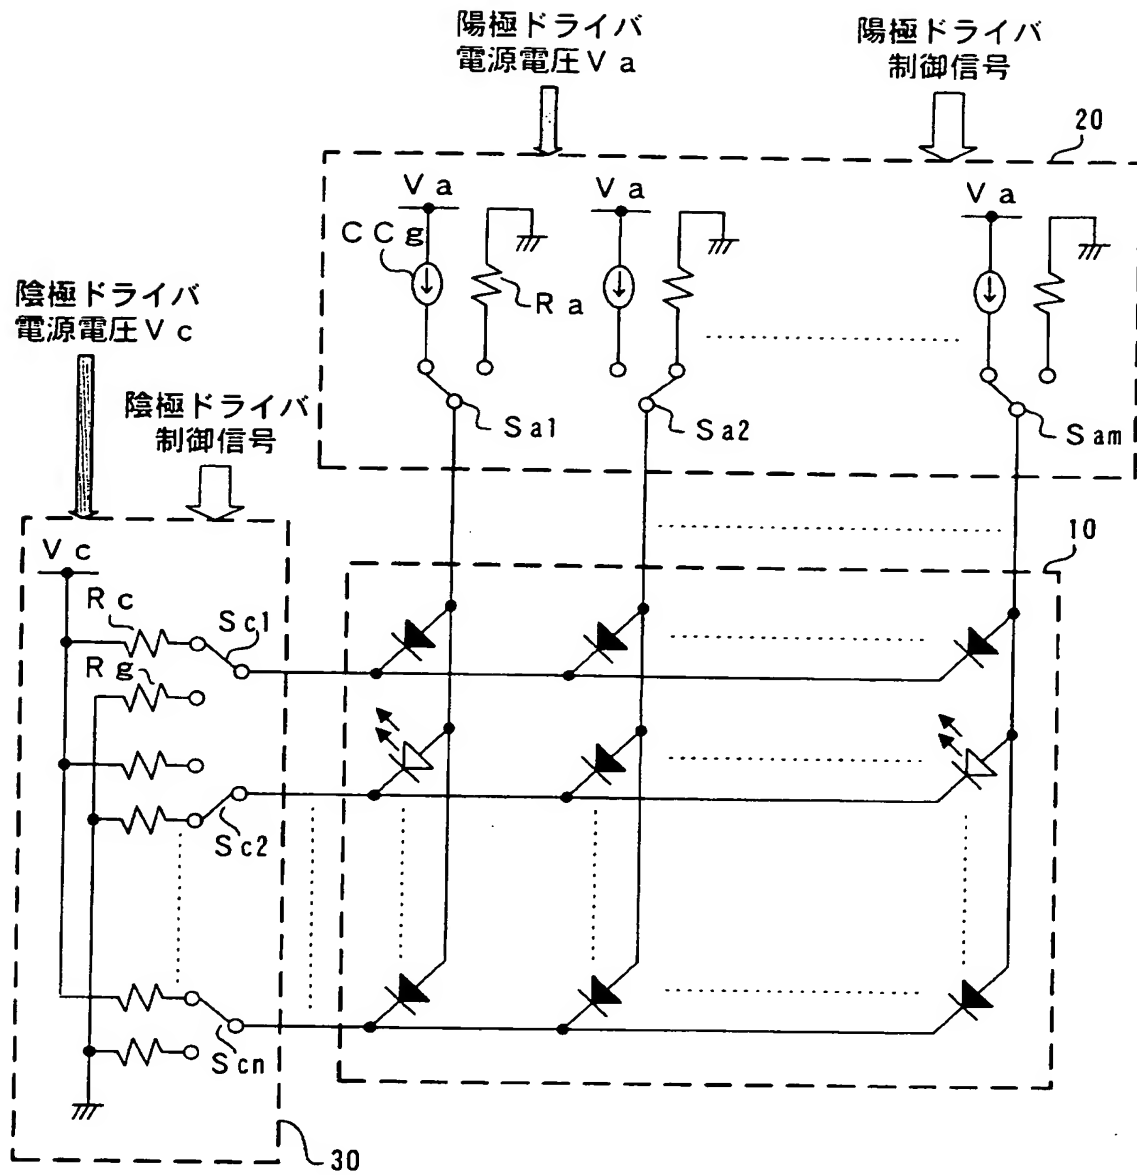 陽極ドライバ
電源電圧Va
陽極ドライバ
制御信号
20
Va
Va
Va
CCg
Ra
陰極ドライバ
電源電圧Vc
陰極ドライバ
制御信号
Sa1
Sa2
Sam
10
Vc
Rc
Sc1
Rg
Sc2
Scn
30